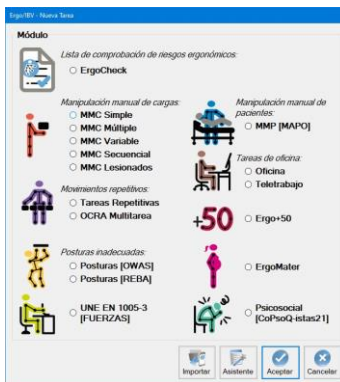 Ergo/IBV - Nueva Tarea
Módulo
Lista de comprobación de riesgos ergonómicos:
ErgoCheck
Manipulación manual de cargas:
MMC Simple
MMC Múltiple
MMC Variable
MMC Secuencial
MMC Lesionados
Movimientos repetitivos:
Tareas Repetitivas
OCRA Multitarea
Posturas inadecuadas:
Posturas [OWAS]
Posturas [REBA]
UNE EN 1005-3
[FUERZAS]
Manipulación manual de
pacientes:
MMP [MAPO]
Tareas de oficina:
Oficina
Teletrabajo
+50
Ergo+50
ErgoMater
Psicosocial
[CoPsoQ-istas21]
Importar
Asistente
Aceptar
Cancelar